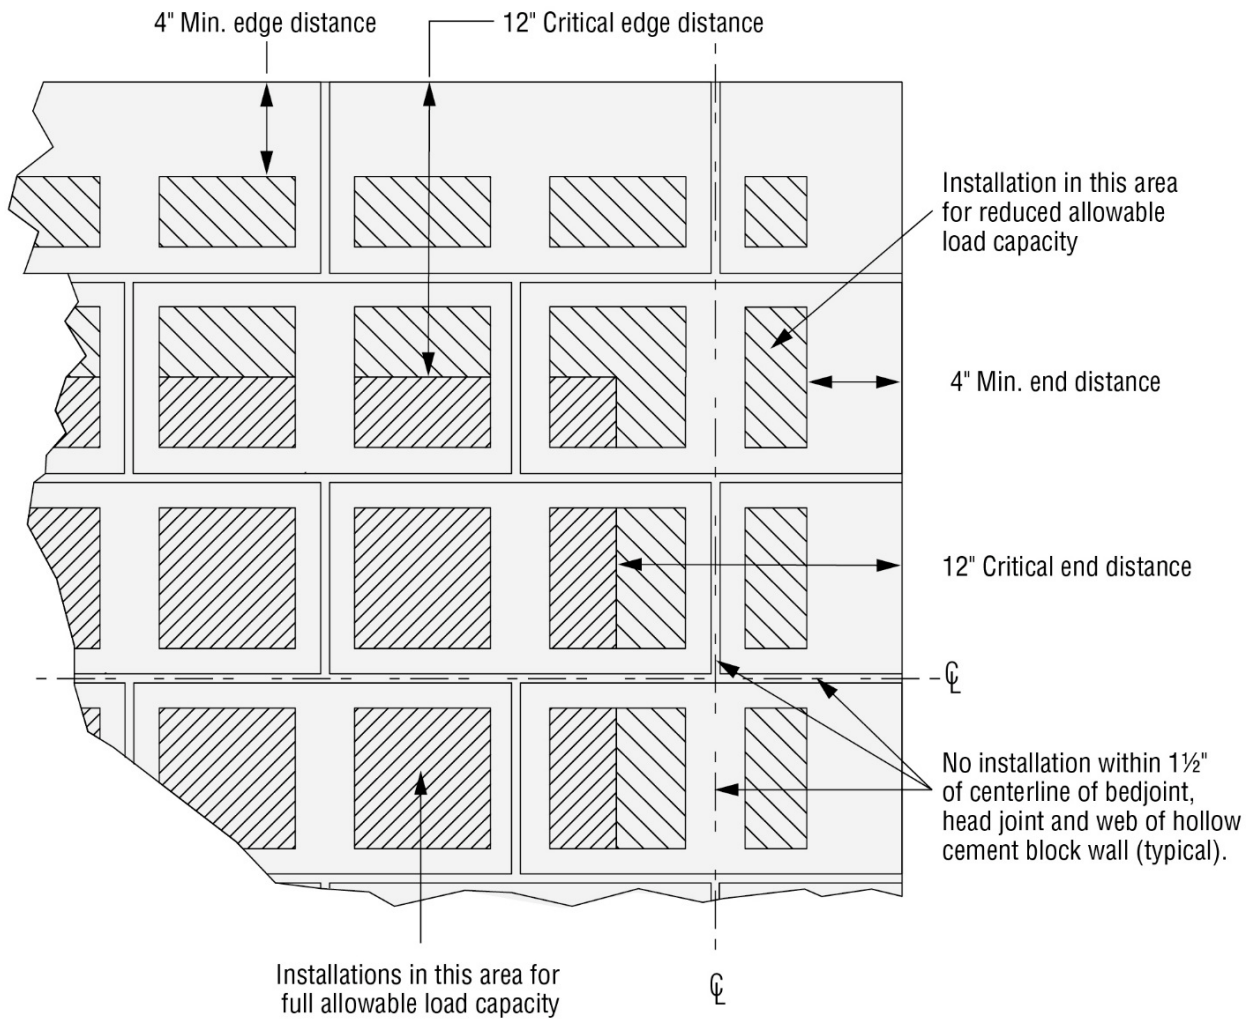 4" Min. edge distance
12" Critical edge distance
Installation in this area
for reduced allowable
load capacity
4" Min. end distance
12" Critical end distance
℄
No installation within 1½"
of centerline of bedjoint,
head joint and web of hollow
cement block wall (typical).
Installations in this area for
full allowable load capacity
℄